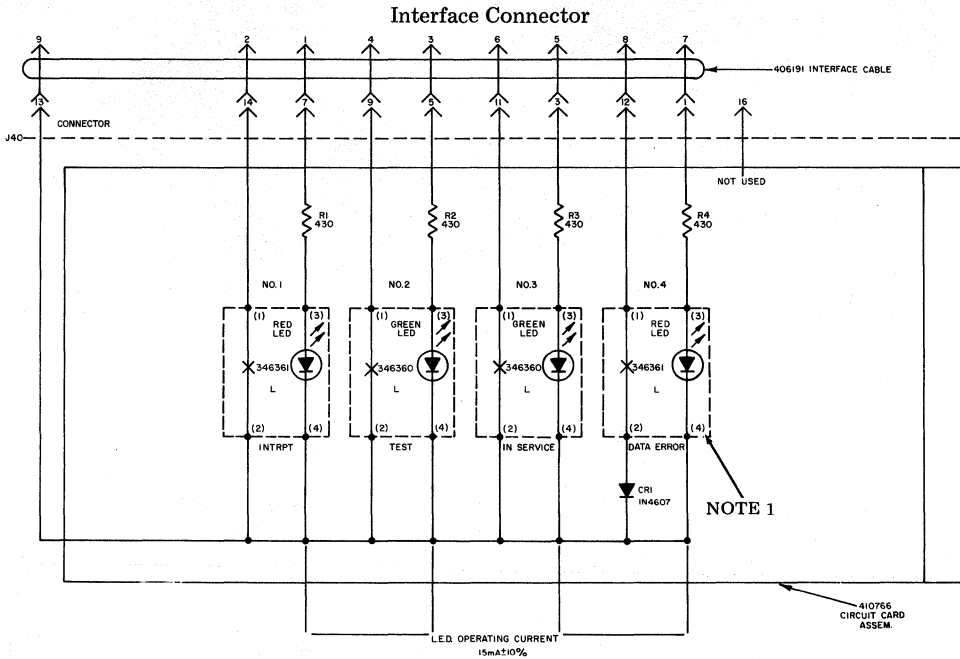 Interface Connector
9 2 1 4 3 6 5 8 7
406191 INTERFACE CABLE
13 14 7 9 5 11 3 12 1 16
CONNECTOR
J40
NOT USED
R1
430
R2
430
R3
430
R4
430
NO.1 NO.2 NO.3 NO.4
(1) (3) (1) (3) (1) (3) (1) (3)
RED
LED
GREEN
LED
GREEN
LED
RED
LED
346361 346360 346360 346361
L L L L
(2) (4) (2) (4) (2) (4) (2) (4)
INTRPT TEST IN SERVICE DATA ERROR
CR1
1N4607
NOTE 1
410766
CIRCUIT CARD
ASSEM.
L.E.D. OPERATING CURRENT
15mA±10%